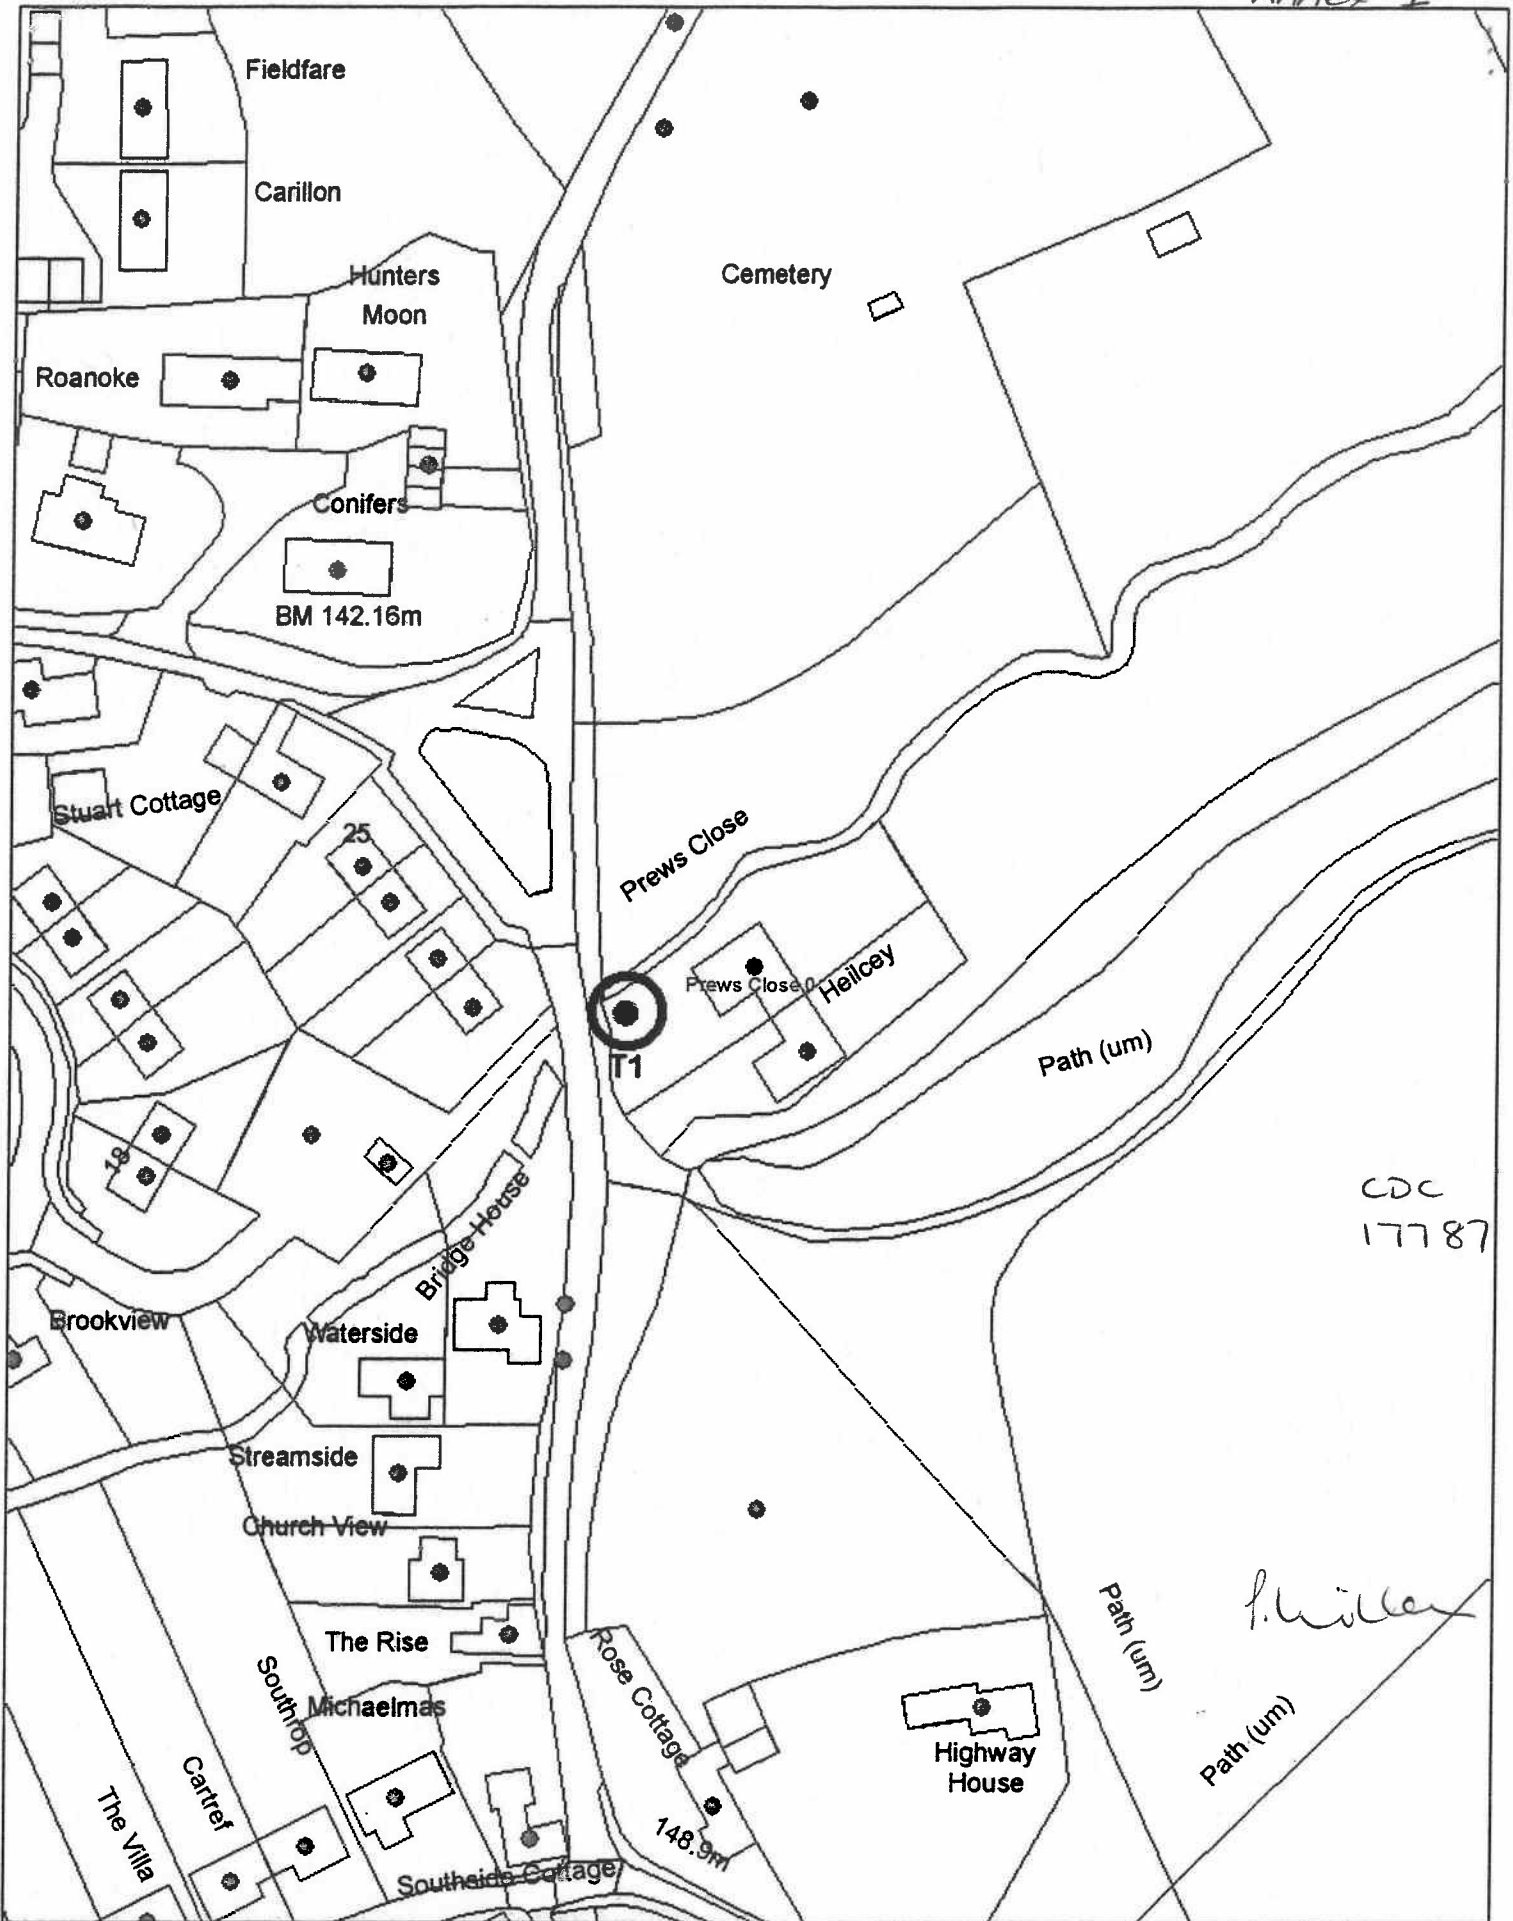 Fieldfare
Carillon
Hunters
Moon
Cemetery
Roanoke
Conifers
BM 142.16m
Stuart Cottage
25
Prews Close
Prews Close 0
Heilcey
T1
Path (um)
18
Bridge House
CDC
17787
Brookview
Waterside
Streamside
Church View
The Rise
Rose Cottage
Path (um)
Southrop
Michaelmas
Highway
House
Path (um)
Cartref
The Villa
148.9m
Southside Cottage